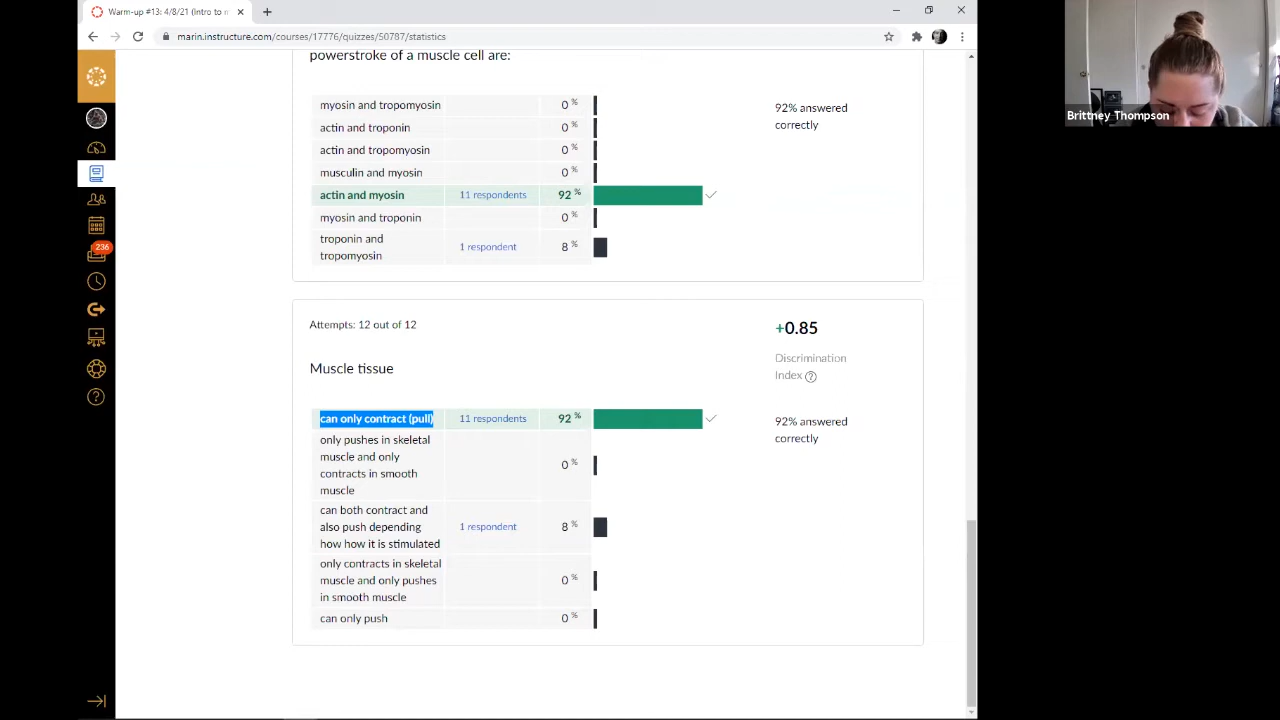 Warm-up #13: 4/8/21 (Intro to m
marin.instructure.com/courses/17776/quizzes/50787/statistics
powerstroke of a muscle cell are:
myosin and tropomyosin 0 %
92% answered
correctly
actin and troponin 0 %
actin and tropomyosin 0 %
musculin and myosin 0 %
actin and myosin 11 respondents 92 %
myosin and troponin 0 %
troponin and
tropomyosin 1 respondent 8 %
236
Attempts: 12 out of 12
+0.85
Discrimination
Index ?
Muscle tissue
can only contract (pull) 11 respondents 92 %
92% answered
correctly
only pushes in skeletal
muscle and only
contracts in smooth
muscle
0 %
can both contract and
also push depending
how how it is stimulated
1 respondent 8 %
only contracts in skeletal
muscle and only pushes
in smooth muscle
0 %
can only push 0 %
Brittney Thompson